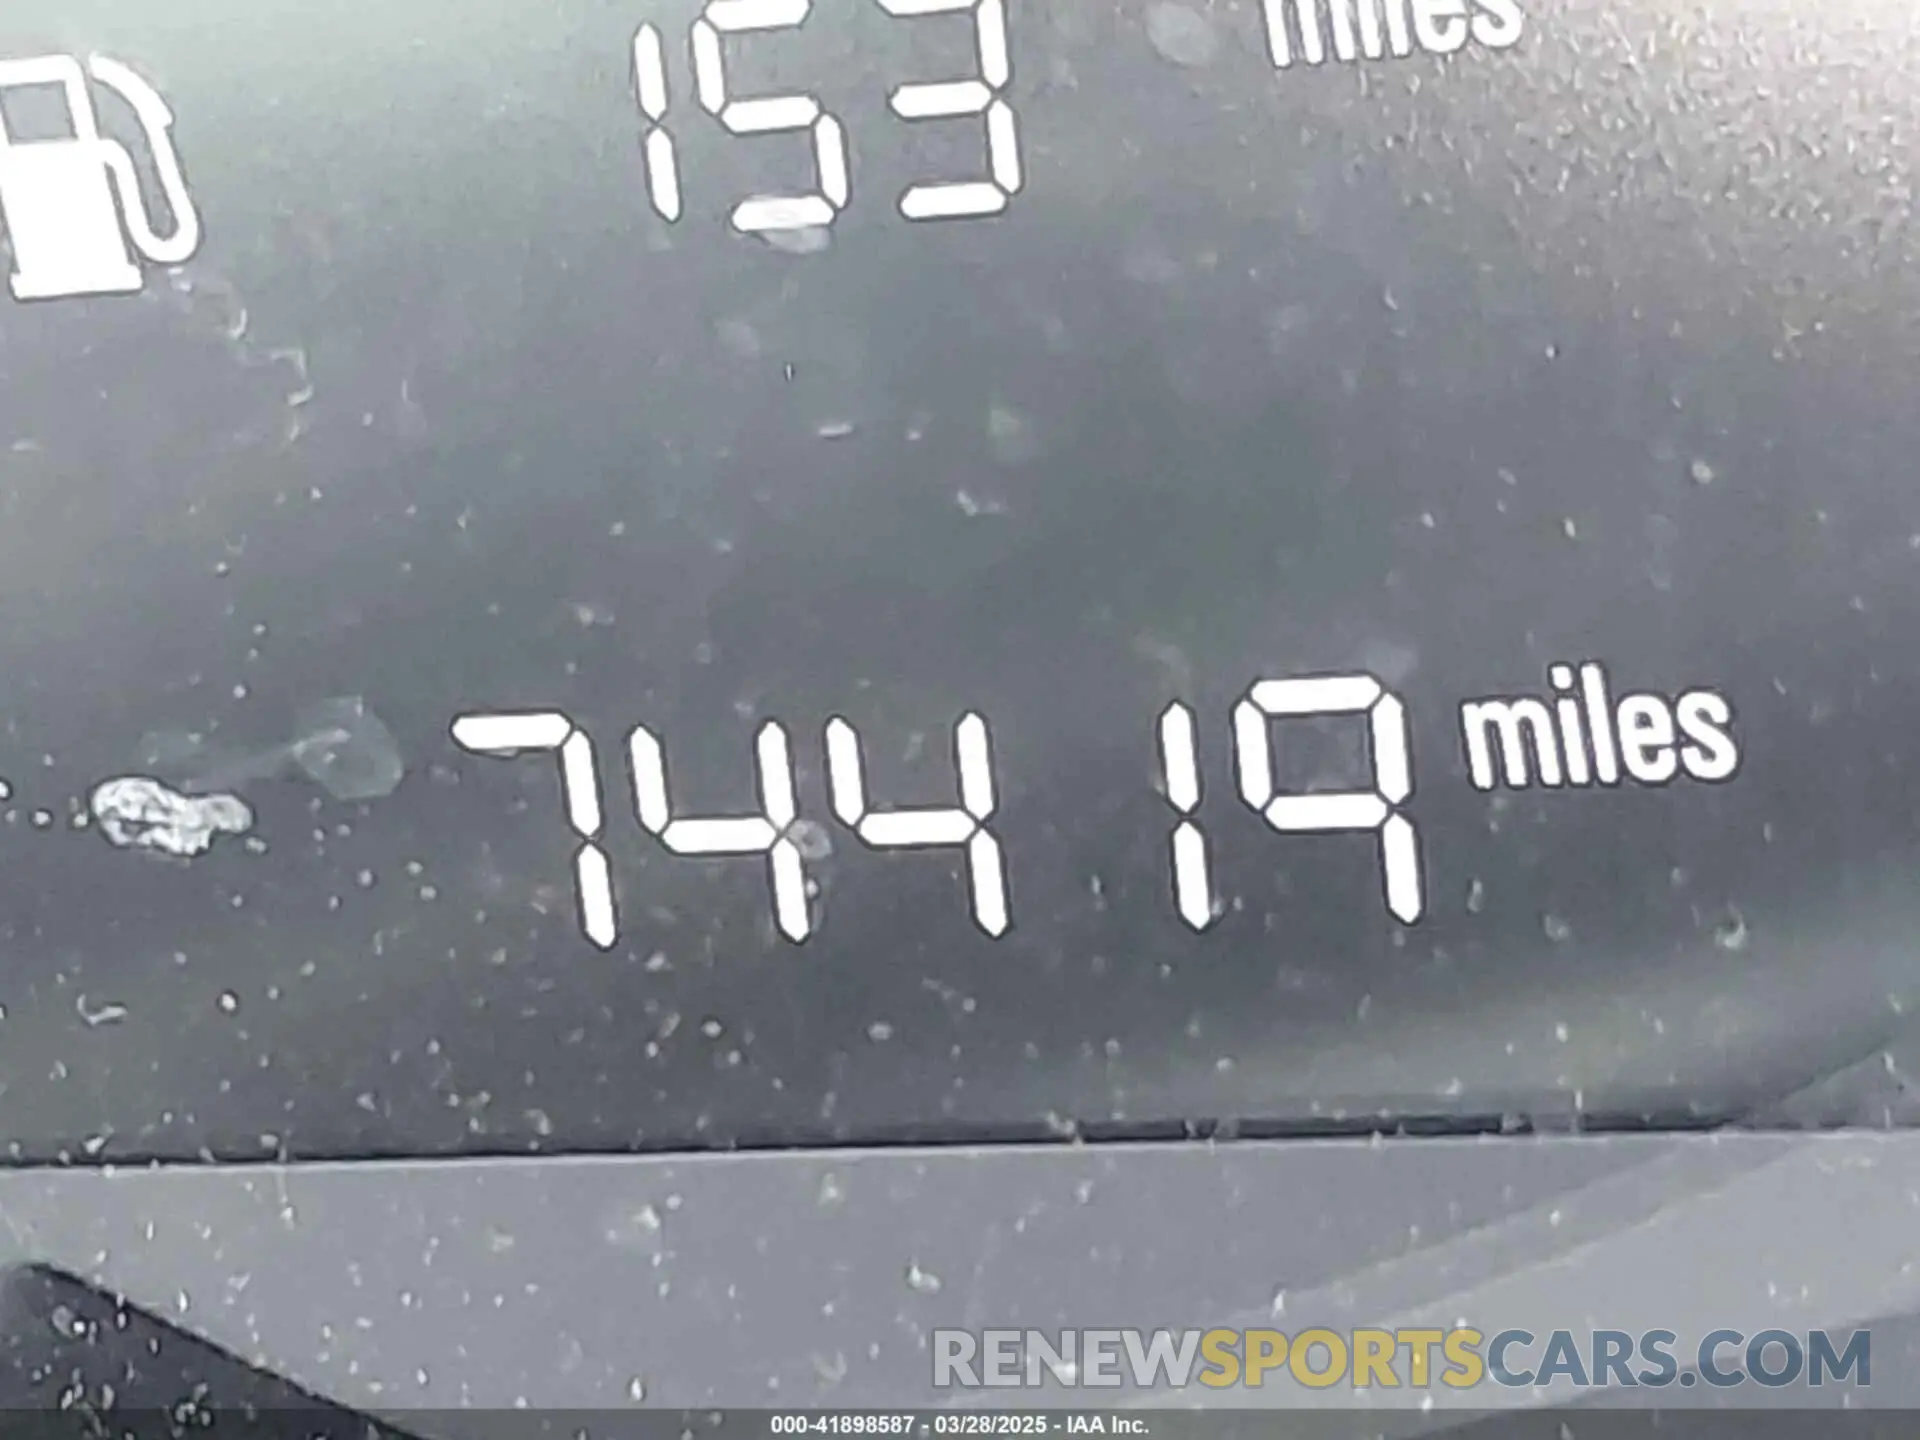 153 miles
74419 miles
RENEWSPORTSCARS.COM
000-41898587 - 03/28/2025 - IAA Inc.